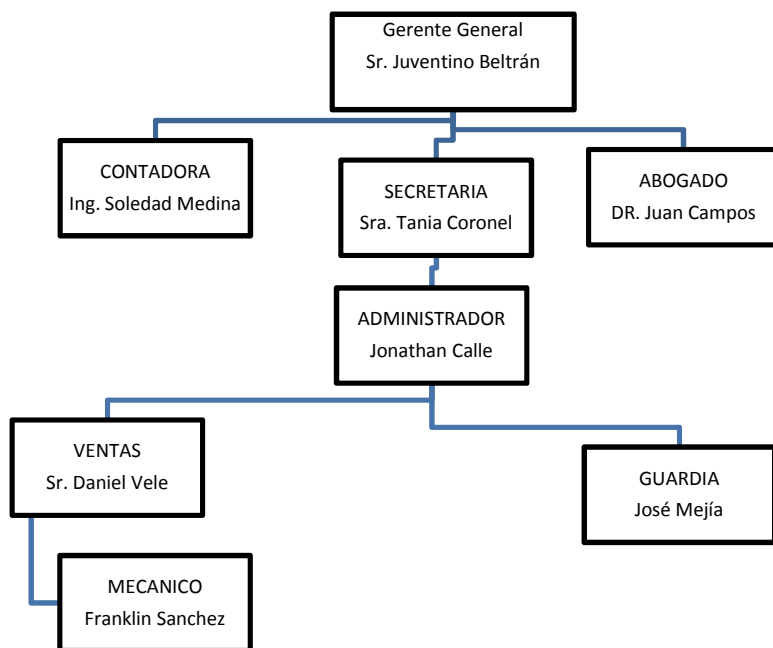 Gerente General
Sr. Juventino Beltrán
CONTADORA
Ing. Soledad Medina
SECRETARIA
Sra. Tania Coronel
ABOGADO
DR. Juan Campos
ADMINISTRADOR
Jonathan Calle
VENTAS
Sr. Daniel Vele
GUARDIA
José Mejía
MECANICO
Franklin Sanchez